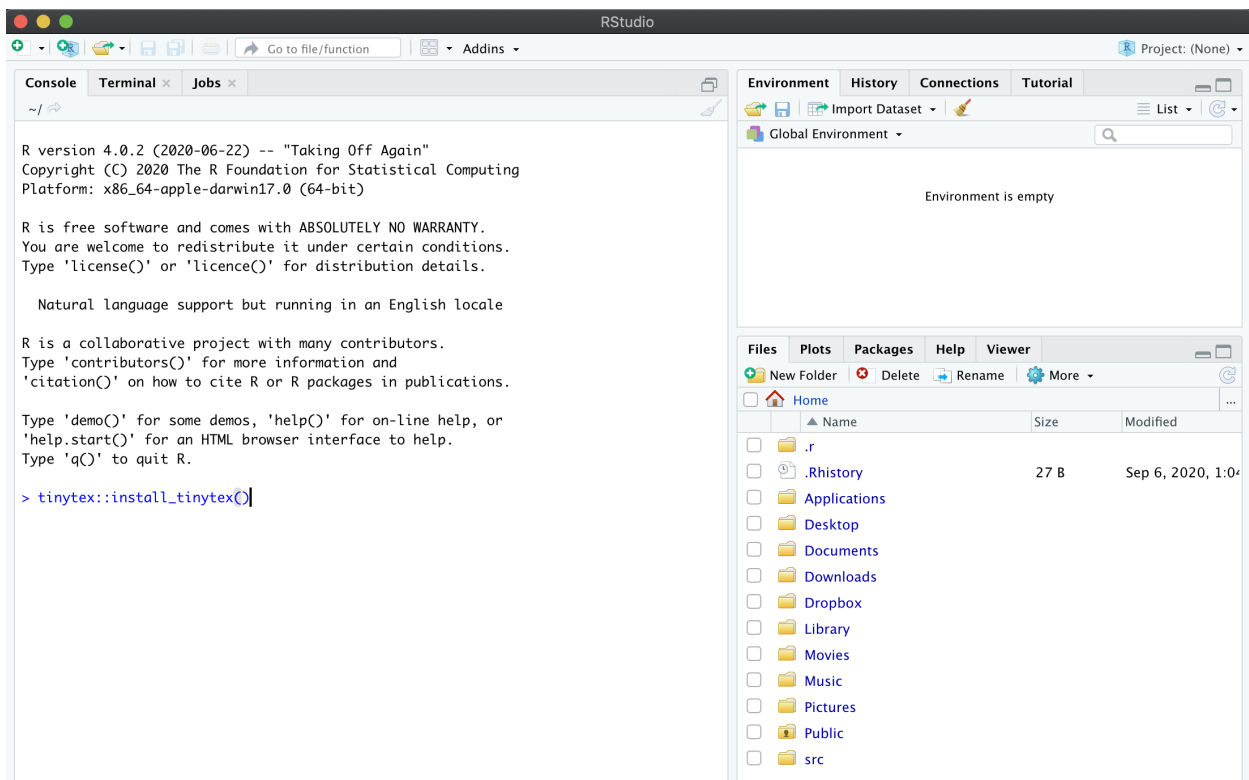 RStudio
Go to file/function
Addins
Project: (None)
Console Terminal Jobs
~/
R version 4.0.2 (2020-06-22) -- "Taking Off Again"
Copyright (C) 2020 The R Foundation for Statistical Computing
Platform: x86_64-apple-darwin17.0 (64-bit)
R is free software and comes with ABSOLUTELY NO WARRANTY.
You are welcome to redistribute it under certain conditions.
Type 'license()' or 'licence()' for distribution details.
Natural language support but running in an English locale
R is a collaborative project with many contributors.
Type 'contributors()' for more information and
'citation()' on how to cite R or R packages in publications.
Type 'demo()' for some demos, 'help()' for on-line help, or
'help.start()' for an HTML browser interface to help.
Type 'q()' to quit R.
> tinytex::install_tinytex()
Environment History Connections Tutorial
Import Dataset List
Global Environment
Environment is empty
Files Plots Packages Help Viewer
New Folder Delete Rename More
Home ...
Name Size Modified
.r
.Rhistory 27 B Sep 6, 2020, 1:04
Applications
Desktop
Documents
Downloads
Dropbox
Library
Movies
Music
Pictures
Public
src